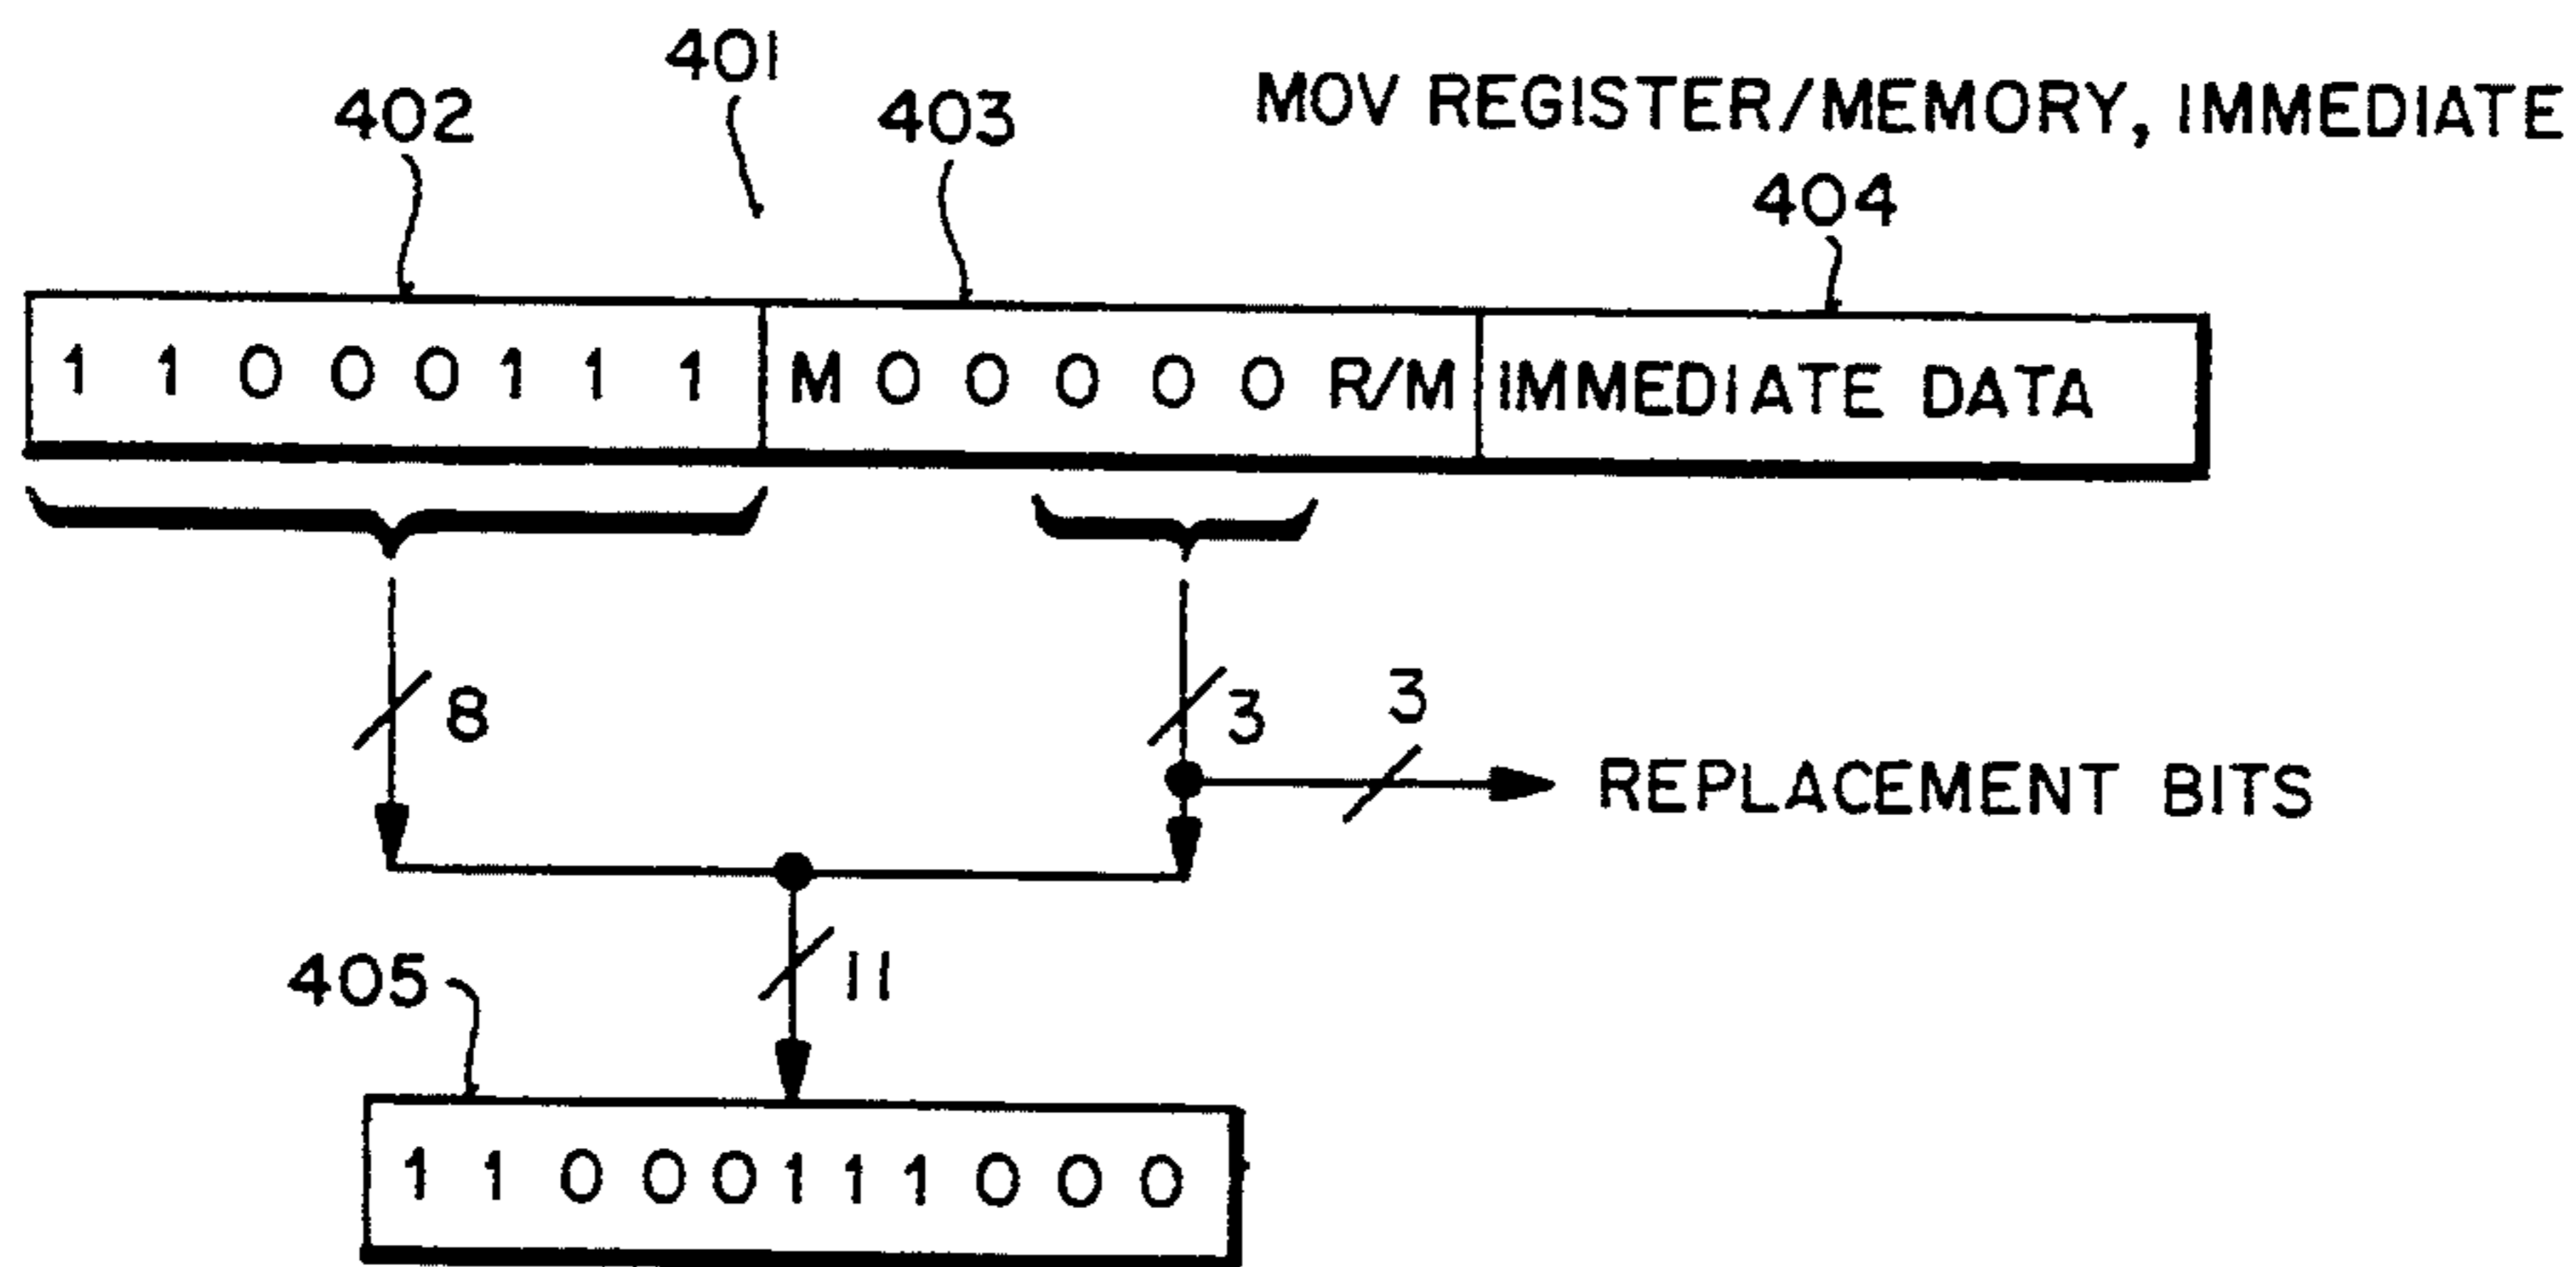 401
402
403
MOV REGISTER/MEMORY, IMMEDIATE
404
1 1 0 0 0 1 1 1 M 0 0 0 0 0 R/M IMMEDIATE DATA
8
3
3
REPLACEMENT BITS
11
405
1 1 0 0 0 1 1 1 0 0 0